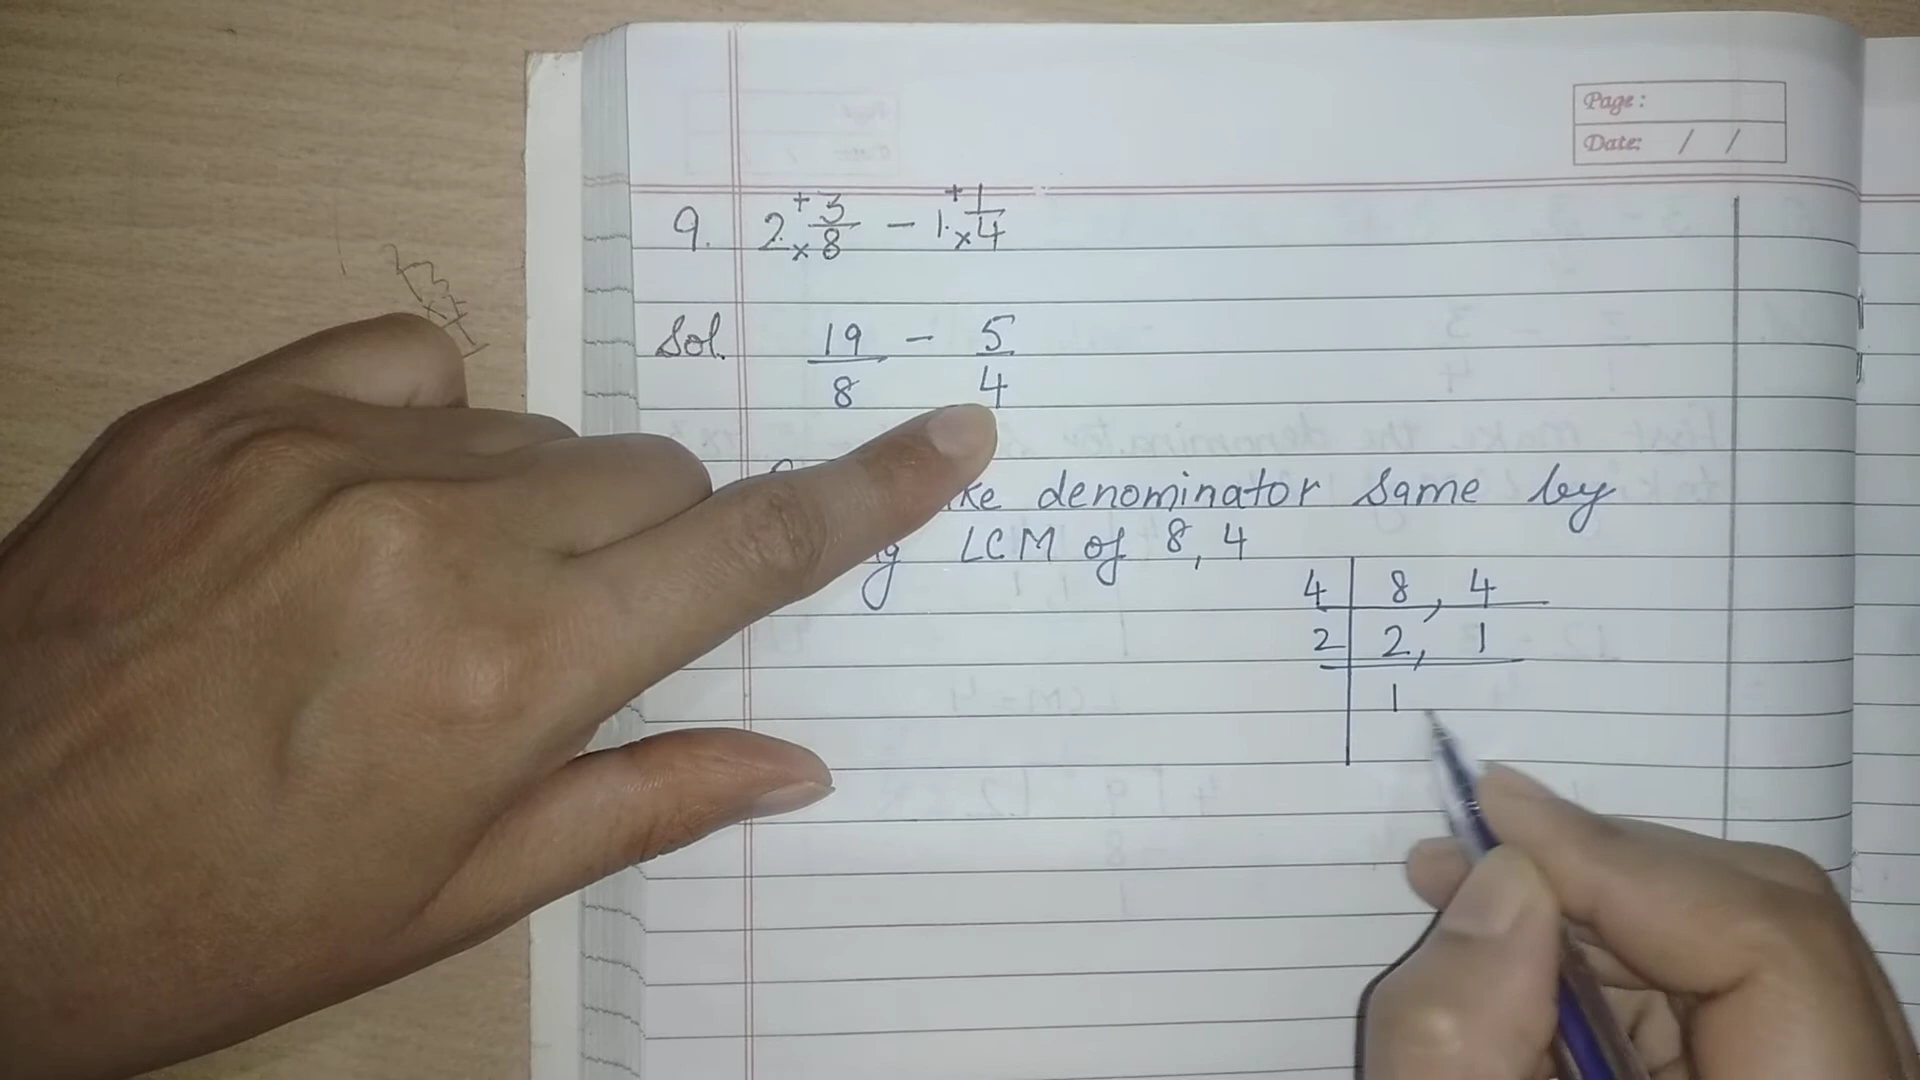 Page:
Date: / /
9. 2 3/8 - 1 1/4
+ +
× ×
Sol. 19/8 - 5/4
ke denominator same by
g LCM of 8, 4
4 | 8, 4
2 | 2, 1
1